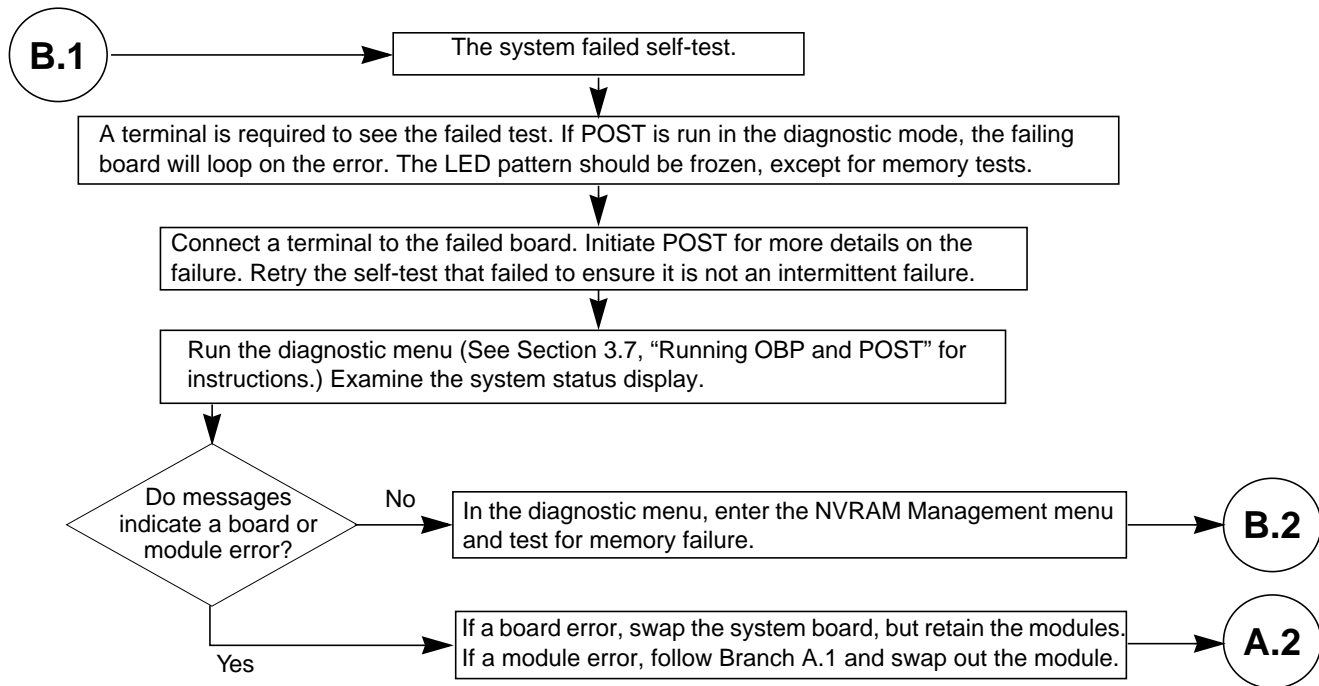 B.1
The system failed self-test.
A terminal is required to see the failed test. If POST is run in the diagnostic mode, the failing
board will loop on the error. The LED pattern should be frozen, except for memory tests.
Connect a terminal to the failed board. Initiate POST for more details on the
failure. Retry the self-test that failed to ensure it is not an intermittent failure.
Run the diagnostic menu (See Section 3.7, “Running OBP and POST” for
instructions.) Examine the system status display.
Do messages
indicate a board or
module error?
No
In the diagnostic menu, enter the NVRAM Management menu
and test for memory failure.
B.2
Yes
If a board error, swap the system board, but retain the modules.
If a module error, follow Branch A.1 and swap out the module.
A.2